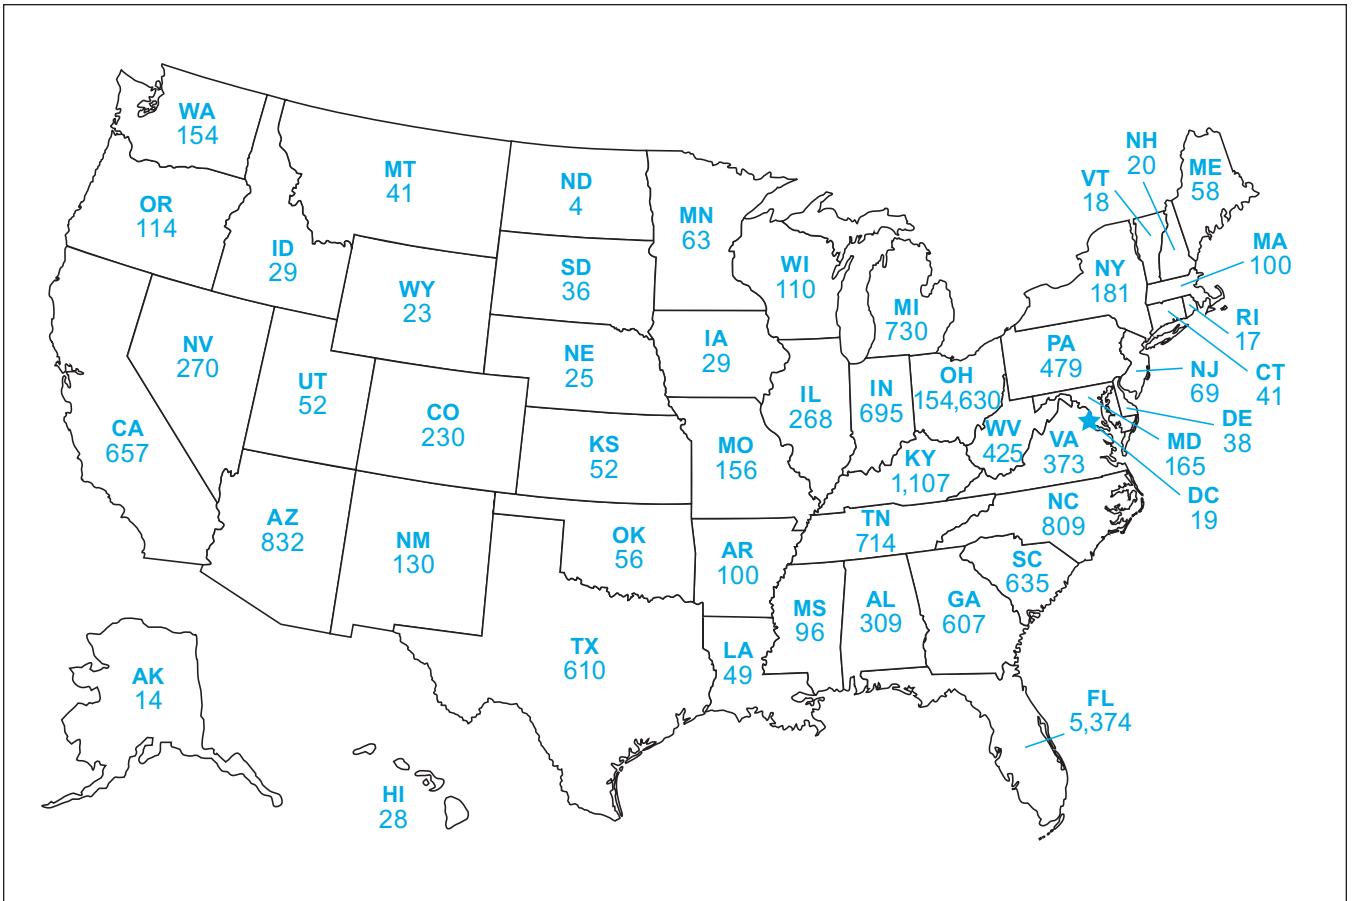 WA
154
OR
114
ID
29
MT
41
ND
4
MN
63
SD
36
WY
23
NV
270
UT
52
CO
230
NE
25
IA
29
WI
110
MI
730
CA
657
KS
52
MO
156
IL
268
IN
695
OH
154,630
PA
479
NY
181
VT
18
NH
20
ME
58
MA
100
RI
17
CT
41
NJ
69
DE
38
MD
165
DC
19
WV
425
VA
373
KY
1,107
AZ
832
NM
130
OK
56
AR
100
TN
714
NC
809
SC
635
MS
96
AL
309
GA
607
TX
610
LA
49
FL
5,374
AK
14
HI
28